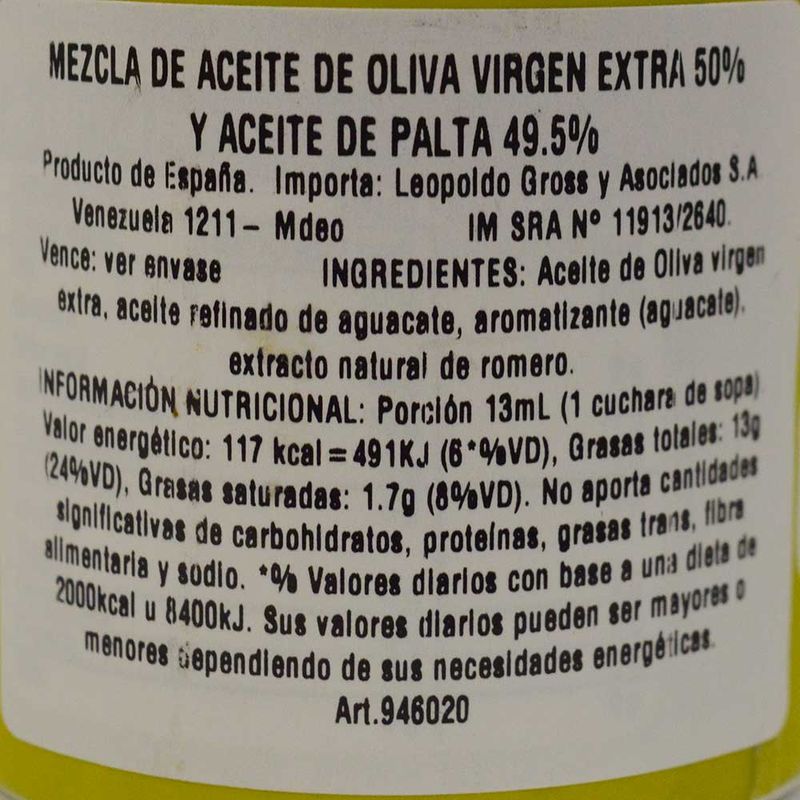 MEZCLA DE ACEITE DE OLIVA VIRGEN EXTRA 50%
Y ACEITE DE PALTA 49.5%
Producto de España. Importa: Leopoldo Gross y Asociados S.A
Venezuela 1211 – Mdeo IM SRA Nº 11913/2640.
Vence: ver envase INGREDIENTES: Aceite de Oliva virgen
extra, aceite refinado de aguacate, aromatizante (aguacate),
extracto natural de romero.
INFORMACIÓN NUTRICIONAL: Porción 13mL (1 cuchara de sopa)
Valor energético: 117 kcal = 491KJ (6*%VD), Grasas totales: 13g
(24%VD), Grasas saturadas: 1.7g (8%VD). No aporta cantidades
significativas de carbohidratos, proteínas, grasas trans, fibra
alimentaria y sodio. *% Valores diarios con base a una dieta de
2000kcal u 8400kJ. Sus valores diarios pueden ser mayores o
menores dependiendo de sus necesidades energéticas.
Art.946020